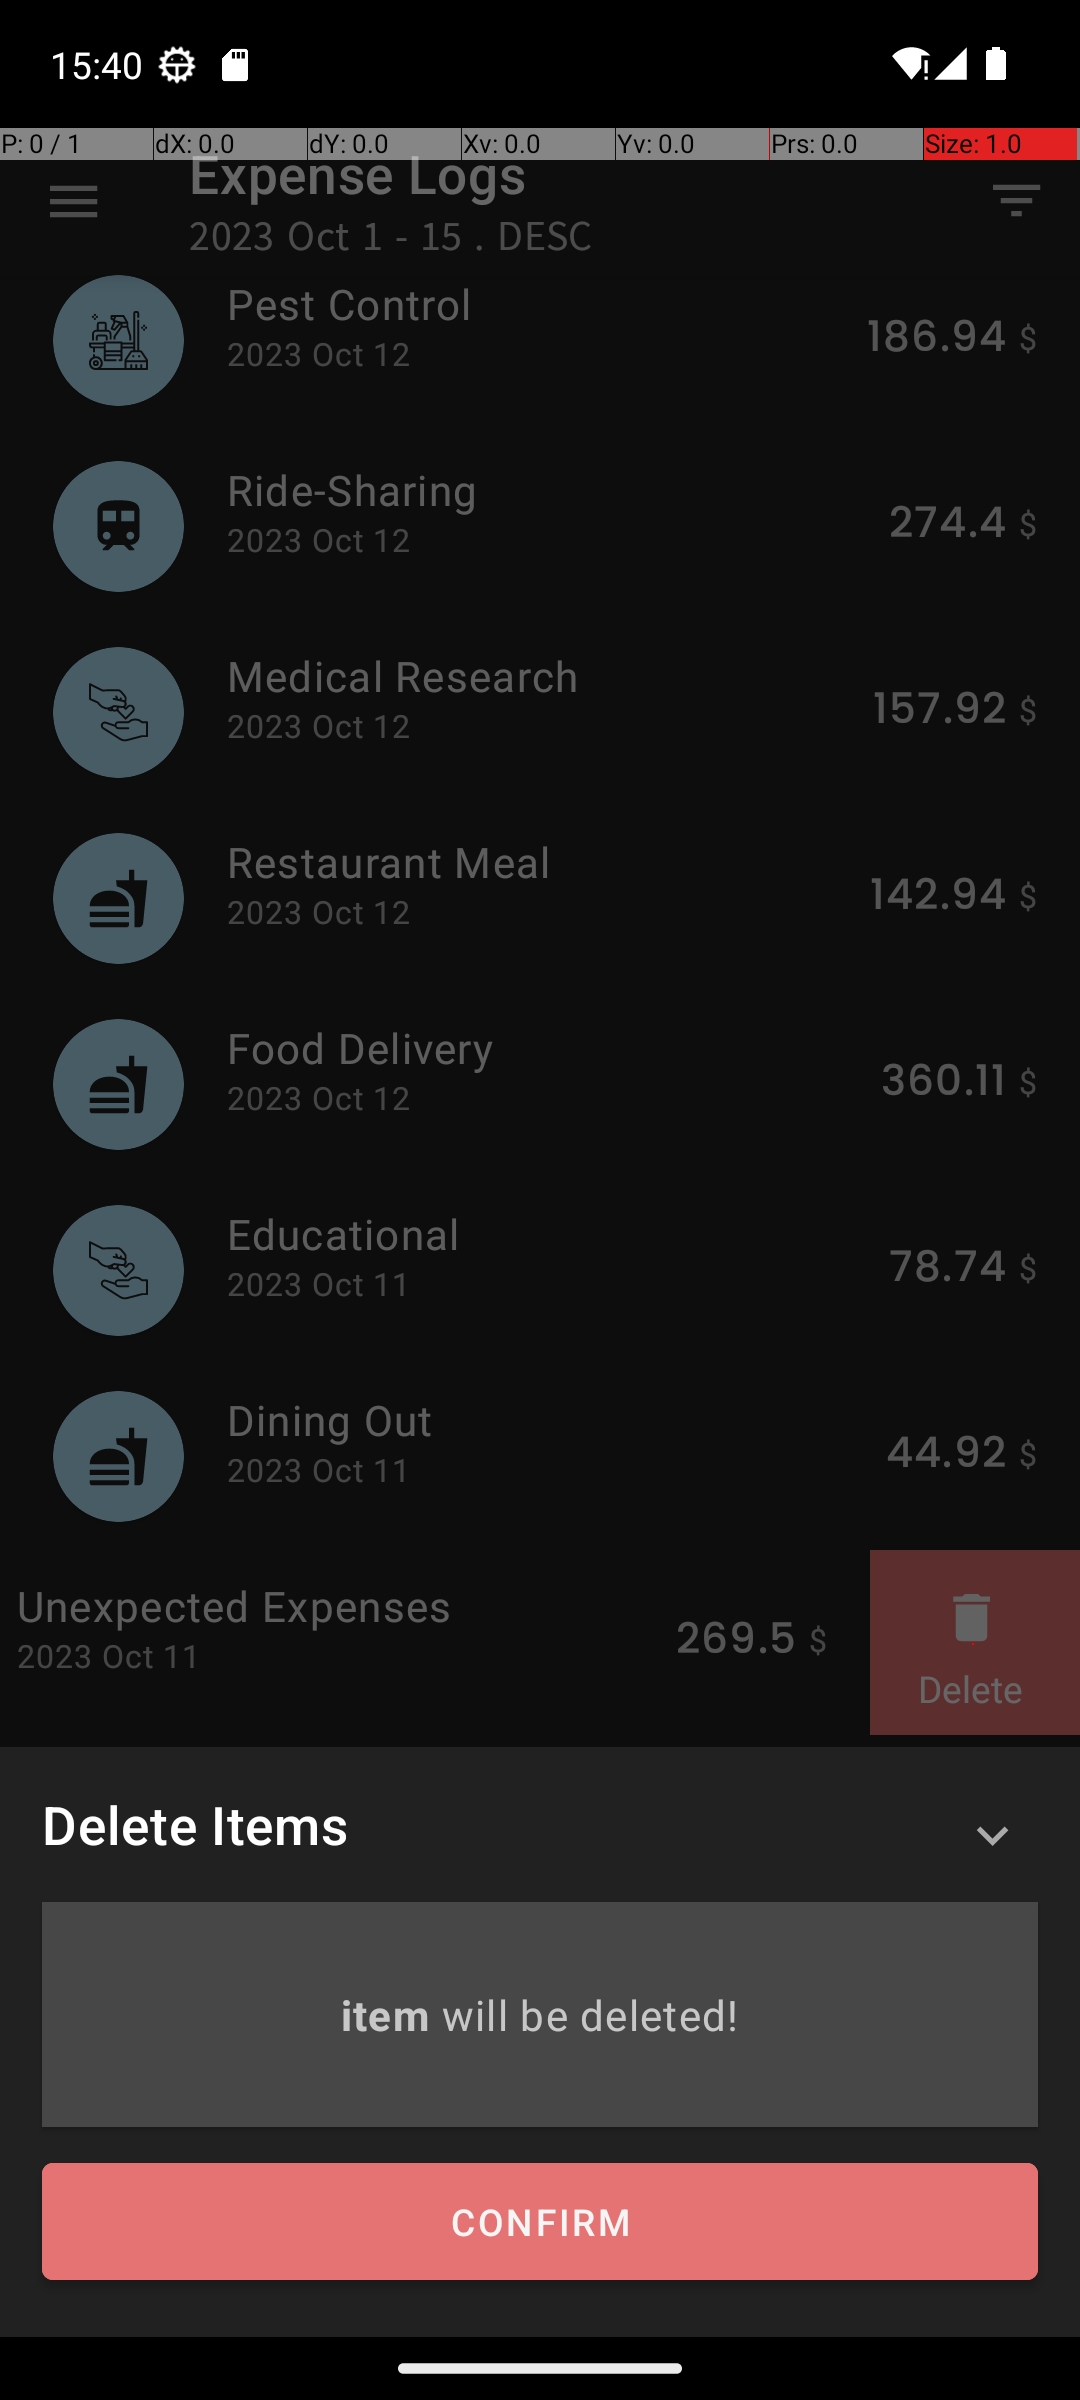 15:40
P: 0 / 1 dX: 0.0 dY: 0.0 Xv: 0.0 Yv: 0.0 Prs: 0.0 Size: 1.0
Expense Logs
2023 Oct 1 - 15 . DESC
Pest Control
2023 Oct 12
186.94 $
Ride-Sharing
2023 Oct 12
274.4 $
Medical Research
2023 Oct 12
157.92 $
Restaurant Meal
2023 Oct 12
142.94 $
Food Delivery
2023 Oct 12
360.11 $
Educational
2023 Oct 11
78.74 $
Dining Out
2023 Oct 11
44.92 $
Unexpected Expenses
2023 Oct 11
269.5 $
Delete
Delete Items
item will be deleted!
CONFIRM